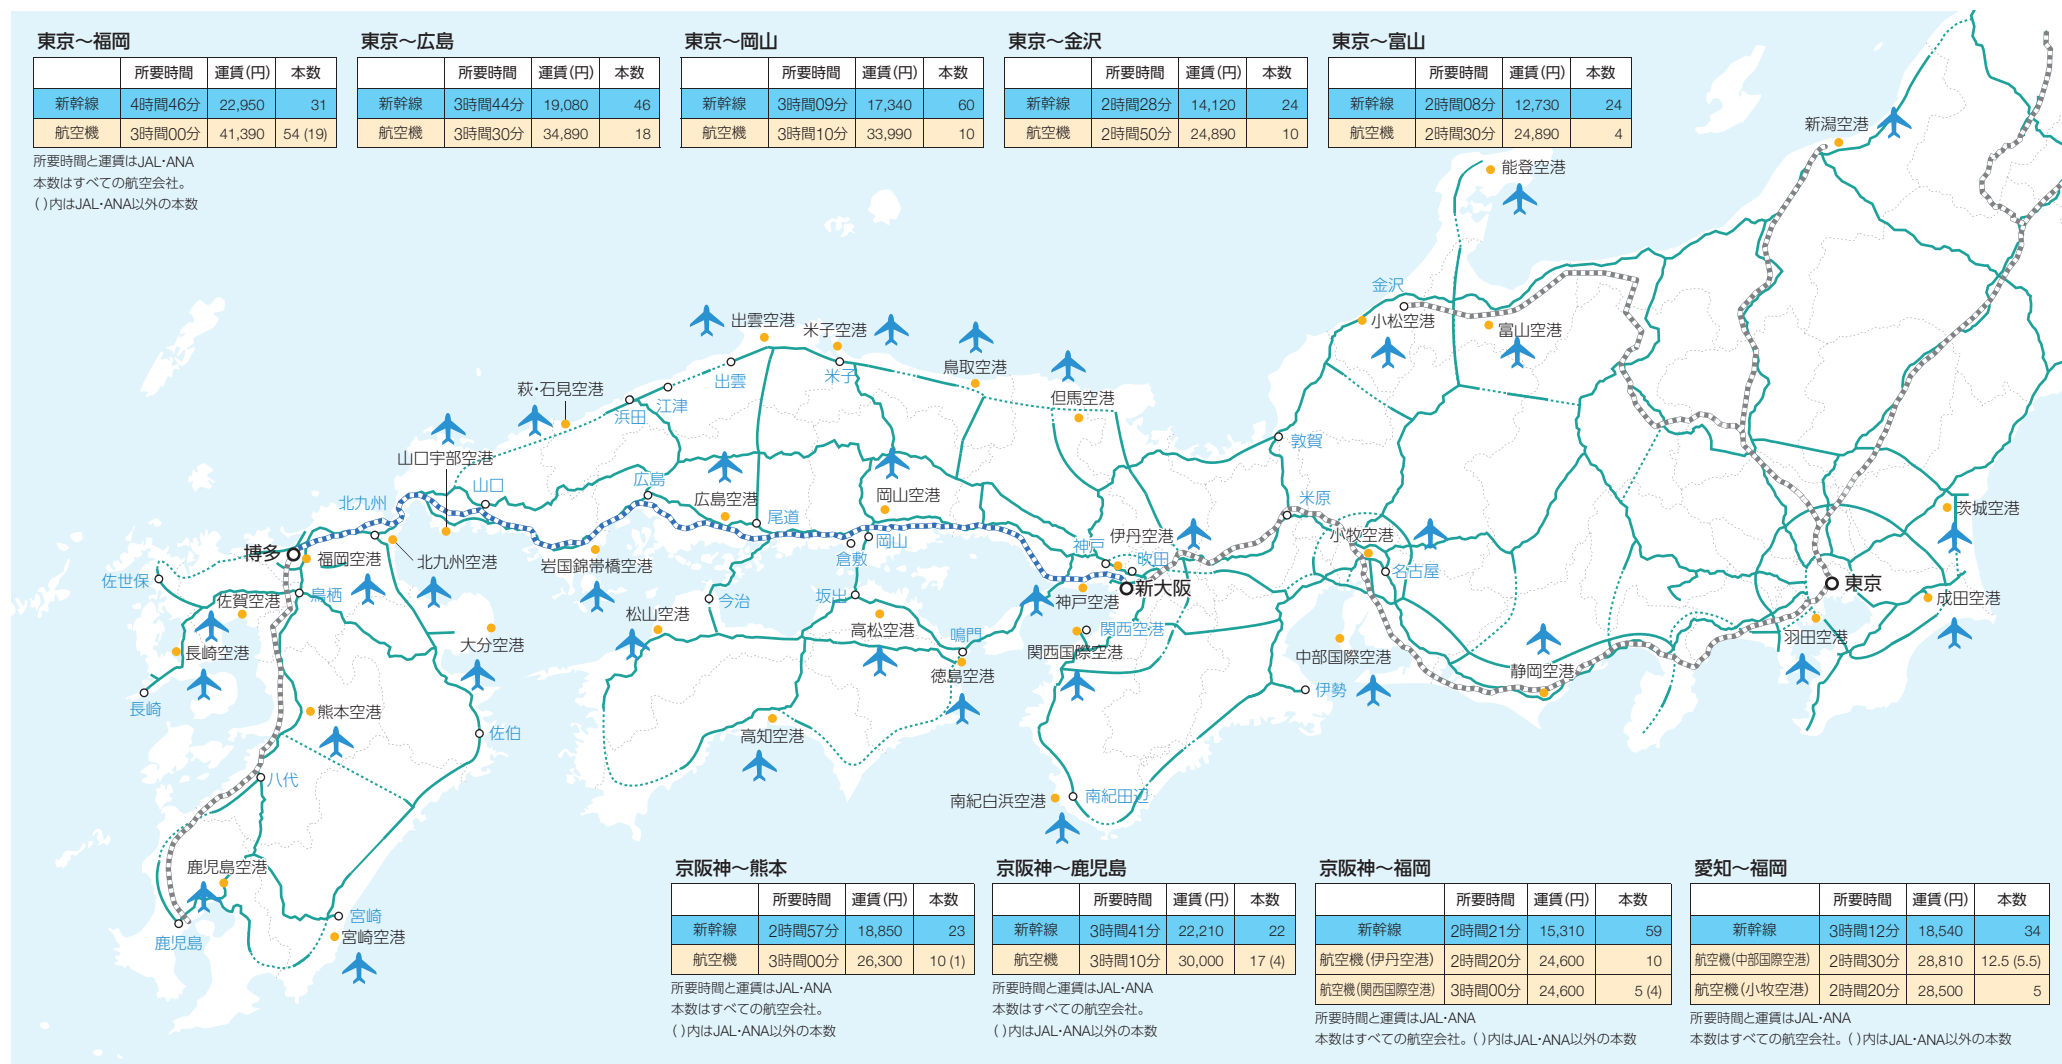 東京〜福岡
所要時間 運賃(円) 本数
新幹線 4時間46分 22,950 31
航空機 3時間00分 41,390 54 (19)
所要時間と運賃はJAL・ANA
本数はすべての航空会社。
( )内はJAL・ANA以外の本数
東京〜広島
所要時間 運賃(円) 本数
新幹線 3時間44分 19,080 46
航空機 3時間30分 34,890 18
東京〜岡山
所要時間 運賃(円) 本数
新幹線 3時間09分 17,340 60
航空機 3時間10分 33,990 10
東京〜金沢
所要時間 運賃(円) 本数
新幹線 2時間28分 14,120 24
航空機 2時間50分 24,890 10
東京〜富山
所要時間 運賃(円) 本数
新幹線 2時間08分 12,730 24
航空機 2時間30分 24,890 4
新潟空港
能登空港
金沢
小松空港
富山空港
出雲空港
米子空港
鳥取空港
但馬空港
出雲
米子
萩・石見空港
江津
浜田
敦賀
山口宇部空港
山口
広島
広島空港
岡山空港
北九州
尾道
米原
茨城空港
小牧空港
伊丹空港
神戸
吹田
岡山
倉敷
博多
福岡空港
北九州空港
岩国錦帯橋空港
名古屋
新大阪
東京
佐世保
鳥栖
佐賀空港
今治
坂出
神戸空港
成田空港
松山空港
高松空港
鳴門
関西空港
関西国際空港
羽田空港
大分空港
長崎空港
徳島空港
中部国際空港
静岡空港
伊勢
長崎
熊本空港
佐伯
高知空港
八代
南紀白浜空港
南紀田辺
鹿児島空港
宮崎
宮崎空港
鹿児島
京阪神〜熊本
所要時間 運賃(円) 本数
新幹線 2時間57分 18,850 23
航空機 3時間00分 26,300 10 (1)
所要時間と運賃はJAL・ANA
本数はすべての航空会社。
( )内はJAL・ANA以外の本数
京阪神〜鹿児島
所要時間 運賃(円) 本数
新幹線 3時間41分 22,210 22
航空機 3時間10分 30,000 17 (4)
所要時間と運賃はJAL・ANA
本数はすべての航空会社。
( )内はJAL・ANA以外の本数
京阪神〜福岡
所要時間 運賃(円) 本数
新幹線 2時間21分 15,310 59
航空機(伊丹空港) 2時間20分 24,600 10
航空機(関西国際空港) 3時間00分 24,600 5 (4)
所要時間と運賃はJAL・ANA
本数はすべての航空会社。( )内はJAL・ANA以外の本数
愛知〜福岡
所要時間 運賃(円) 本数
新幹線 3時間12分 18,540 34
航空機(中部国際空港) 2時間30分 28,810 12.5 (5.5)
航空機(小牧空港) 2時間20分 28,500 5
所要時間と運賃はJAL・ANA
本数はすべての航空会社。( )内はJAL・ANA以外の本数